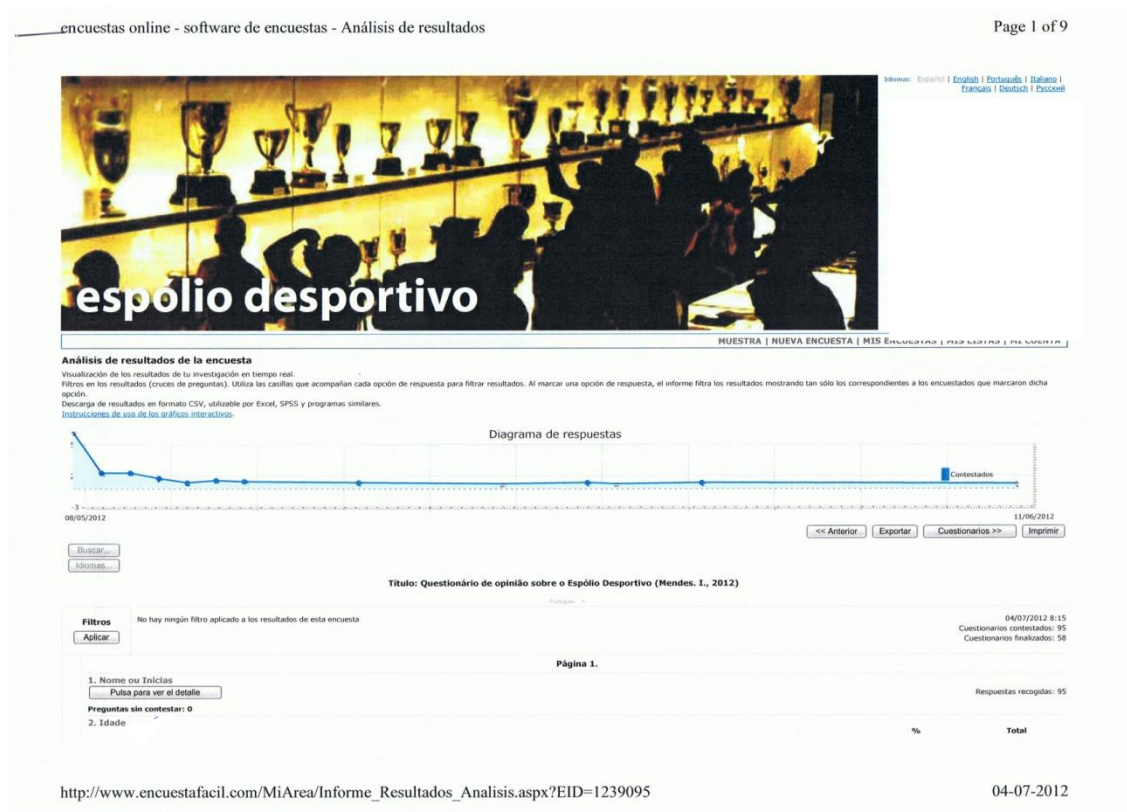 encuestas online - software de encuestas - Análisis de resultados
Page 1 of 9
Idiomas: Español | English | Português | Italiano |
Français | Deutsch | Русский
espólio desportivo
MUESTRA | NUEVA ENCUESTA | MIS ENCUESTAS | MIS LISTAS | MI CUENTA |
Análisis de resultados de la encuesta
Visualización de los resultados de tu investigación en tiempo real.
Filtros en los resultados (cruces de preguntas). Utiliza las casillas que acompañan cada opción de respuesta para filtrar resultados. Al marcar una opción de respuesta, el informe filtra los resultados mostrando tan sólo los correspondientes a los encuestados que marcaron dicha
opción.
Descarga de resultados en formato CSV, utilizable por Excel, SPSS y programas similares.
Instrucciones de uso de los gráficos interactivos.
Diagrama de respuestas
Contestados
-3
08/05/2012
11/06/2012
<< Anterior
Exportar
Cuestionarios >>
Imprimir
Buscar...
Idiomas...
Título: Questionário de opinião sobre o Espólio Desportivo (Mendes. I., 2012)
Portugués
Filtros
No hay ningún filtro aplicado a los resultados de esta encuesta
04/07/2012 8:15
Aplicar
Cuestionarios contestados: 95
Cuestionarios finalizados: 58
Página 1.
1. Nome ou Inicias
Pulsa para ver el detalle
Respuestas recogidas: 95
Preguntas sin contestar: 0
2. Idade
%
Total
http://www.encuestafacil.com/MiArea/Informe_Resultados_Analisis.aspx?EID=1239095
04-07-2012